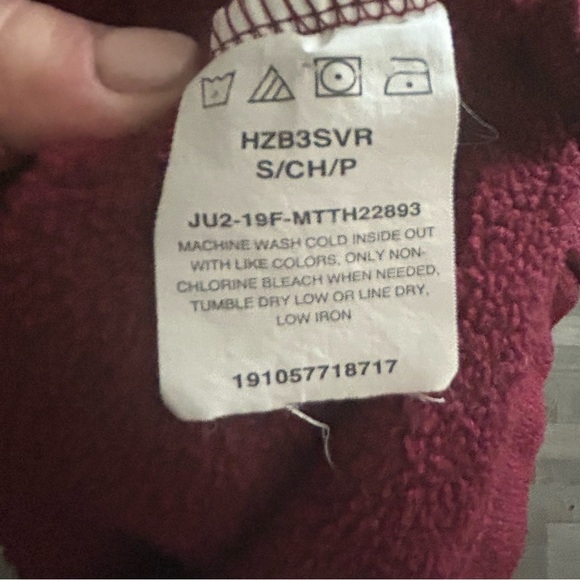 HZB3SVR
S/CH/P
JU2-19F-MTTH22893
MACHINE WASH COLD INSIDE OUT
WITH LIKE COLORS, ONLY NON-
CHLORINE BLEACH WHEN NEEDED,
TUMBLE DRY LOW OR LINE DRY,
LOW IRON
191057718717